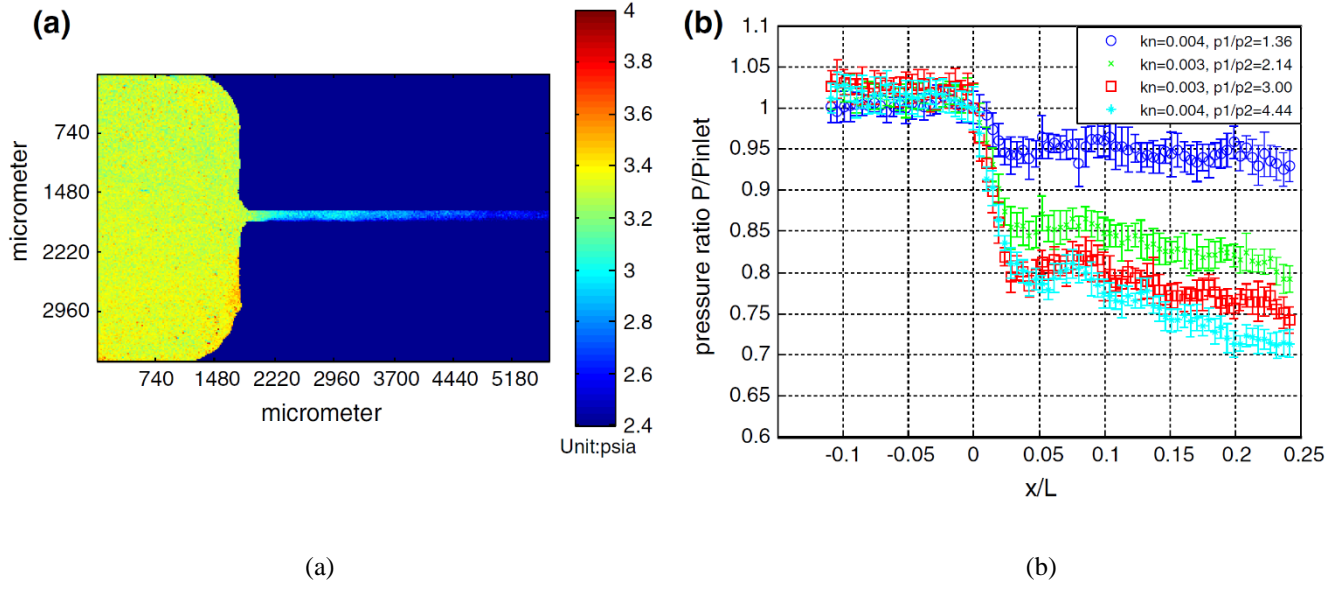 (a)
740
1480
2220
2960
micrometer
740 1480 2220 2960 3700 4440 5180
micrometer
4
3.8
3.6
3.4
3.2
3
2.8
2.6
2.4
Unit:psia
(b)
1.1
1.05
1
0.95
0.9
0.85
0.8
0.75
0.7
0.65
0.6
pressure ratio P/Pinlet
kn=0.004, p1/p2=1.36
kn=0.003, p1/p2=2.14
kn=0.003, p1/p2=3.00
kn=0.004, p1/p2=4.44
-0.1 -0.05 0 0.05 0.1 0.15 0.2 0.25
x/L
(a)
(b)